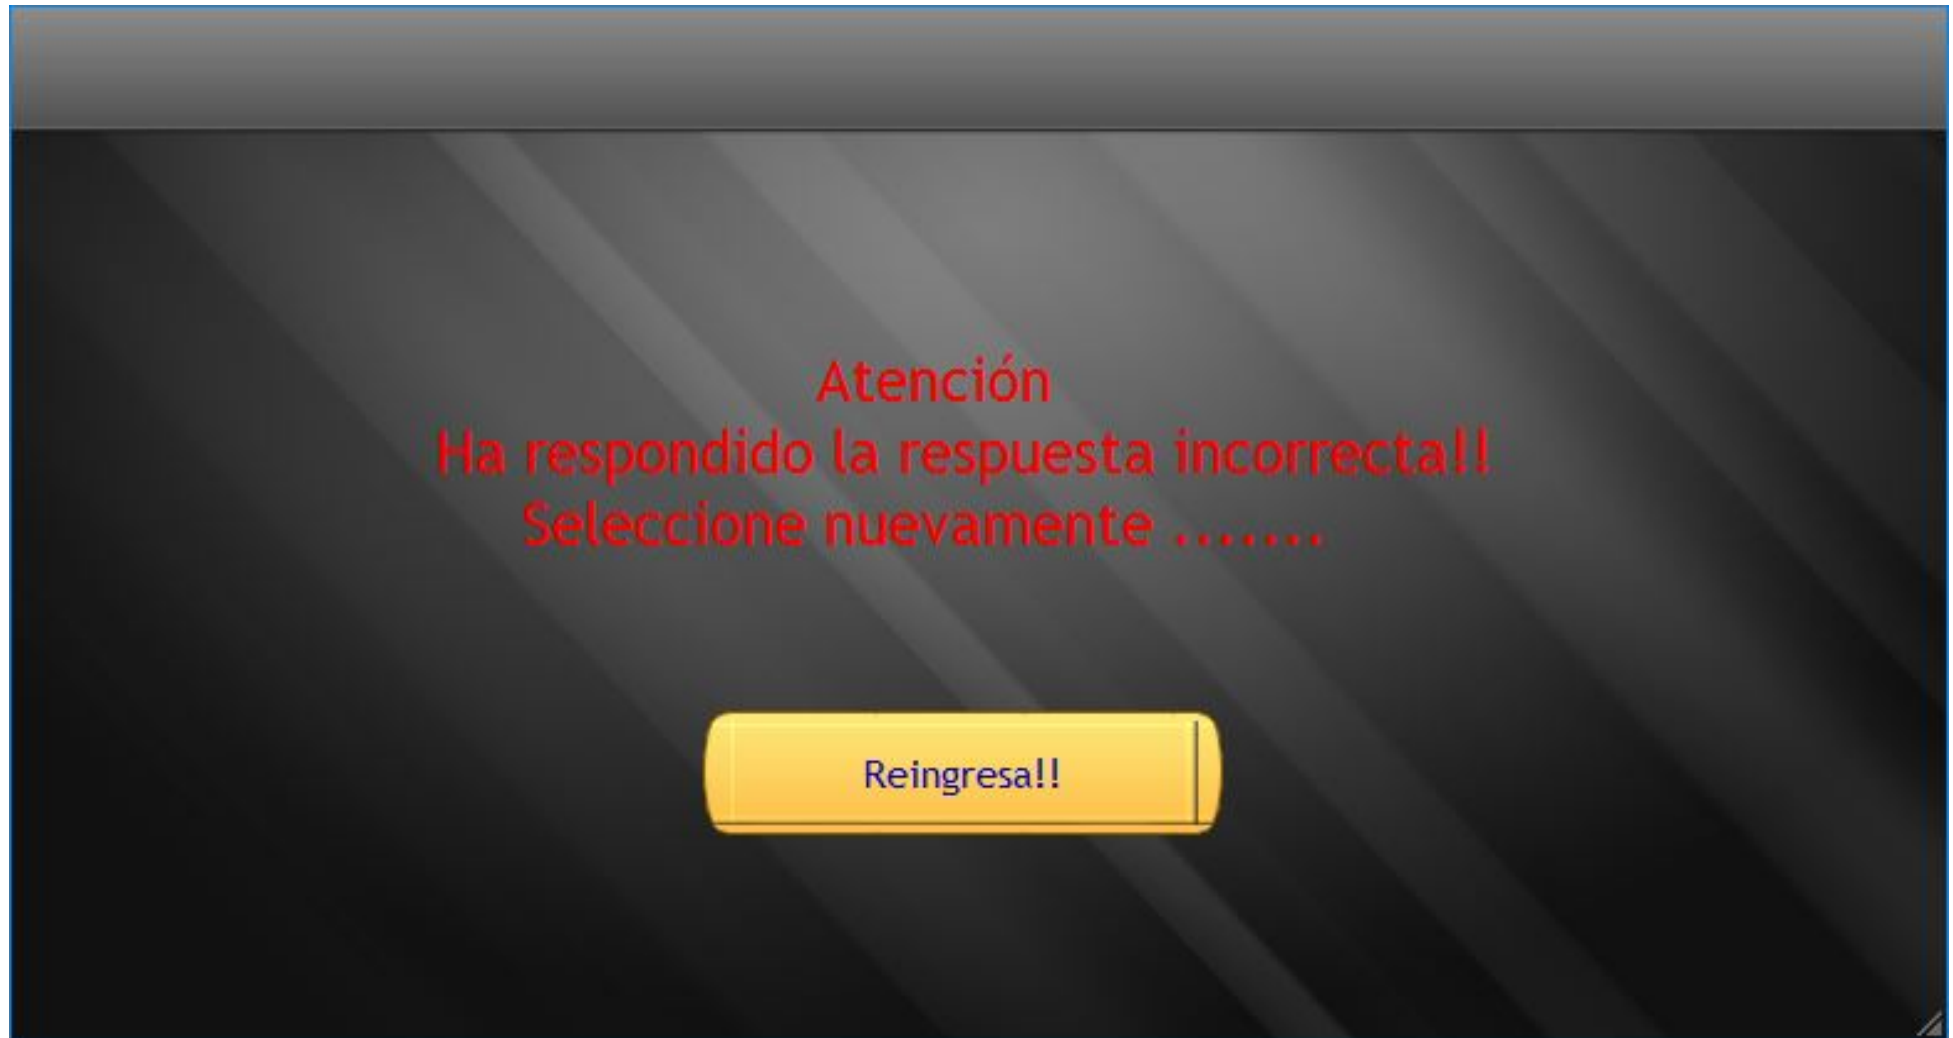 Atención
Ha respondido la respuesta incorrecta!!
Seleccione nuevamente .......
Reingresa!!